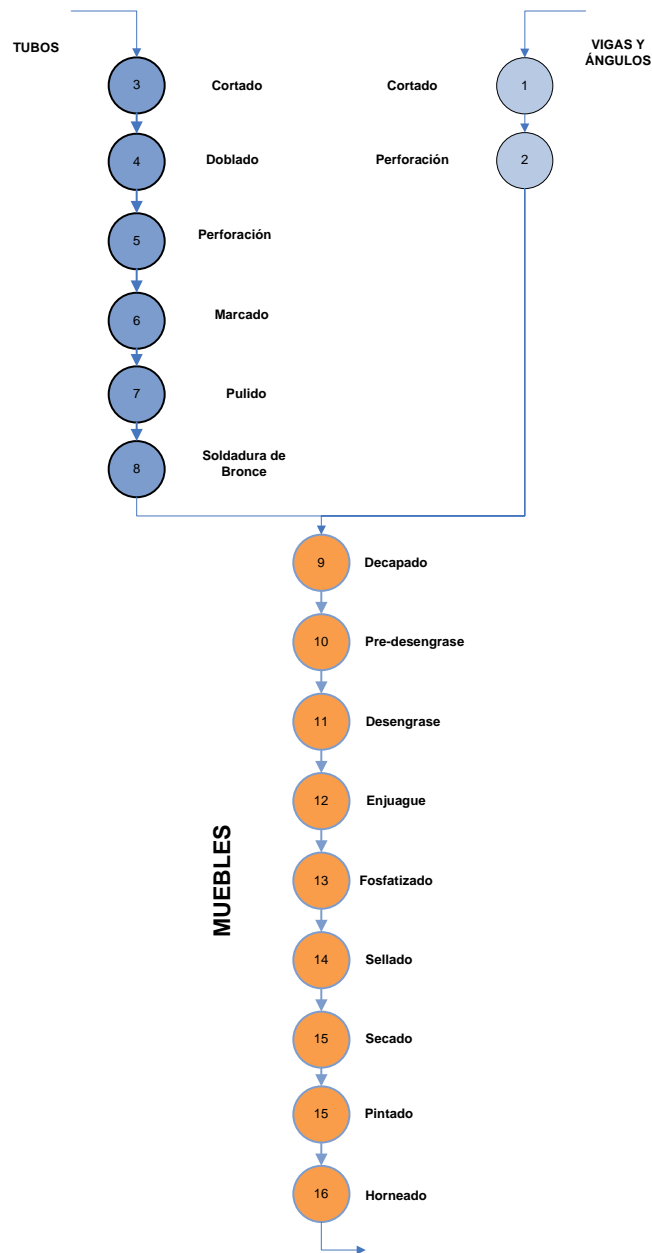 TUBOS
VIGAS Y
ÁNGULOS
3 Cortado
Cortado 1
4 Doblado
Perforación 2
5 Perforación
6 Marcado
7 Pulido
8 Soldadura de
Bronce
9 Decapado
10 Pre-desengrase
11 Desengrase
12 Enjuague
MUEBLES
13 Fosfatizado
14 Sellado
15 Secado
15 Pintado
16 Horneado